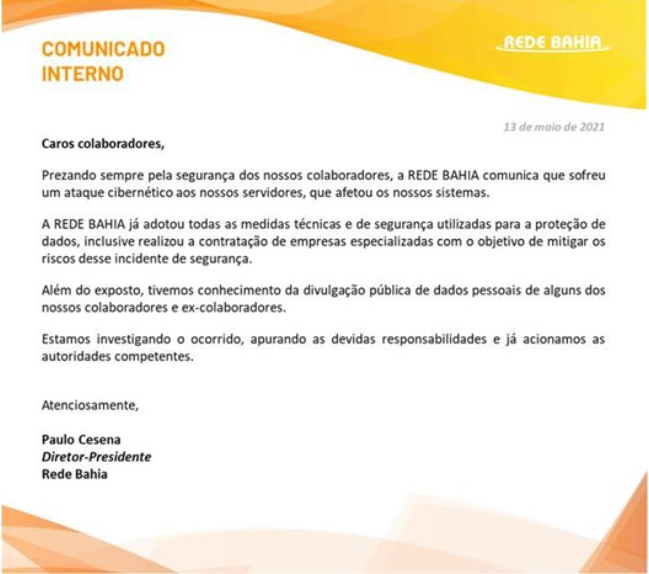 COMUNICADO
INTERNO
REDE BAHIA
13 de maio de 2021
Caros colaboradores,
Prezando sempre pela segurança dos nossos colaboradores, a REDE BAHIA comunica que sofreu
um ataque cibernético aos nossos servidores, que afetou os nossos sistemas.
A REDE BAHIA já adotou todas as medidas técnicas e de segurança utilizadas para a proteção de
dados, inclusive realizou a contratação de empresas especializadas com o objetivo de mitigar os
riscos desse incidente de segurança.
Além do exposto, tivemos conhecimento da divulgação pública de dados pessoais de alguns dos
nossos colaboradores e ex-colaboradores.
Estamos investigando o ocorrido, apurando as devidas responsabilidades e já acionamos as
autoridades competentes.
Atenciosamente,
Paulo Cesena
Diretor-Presidente
Rede Bahia